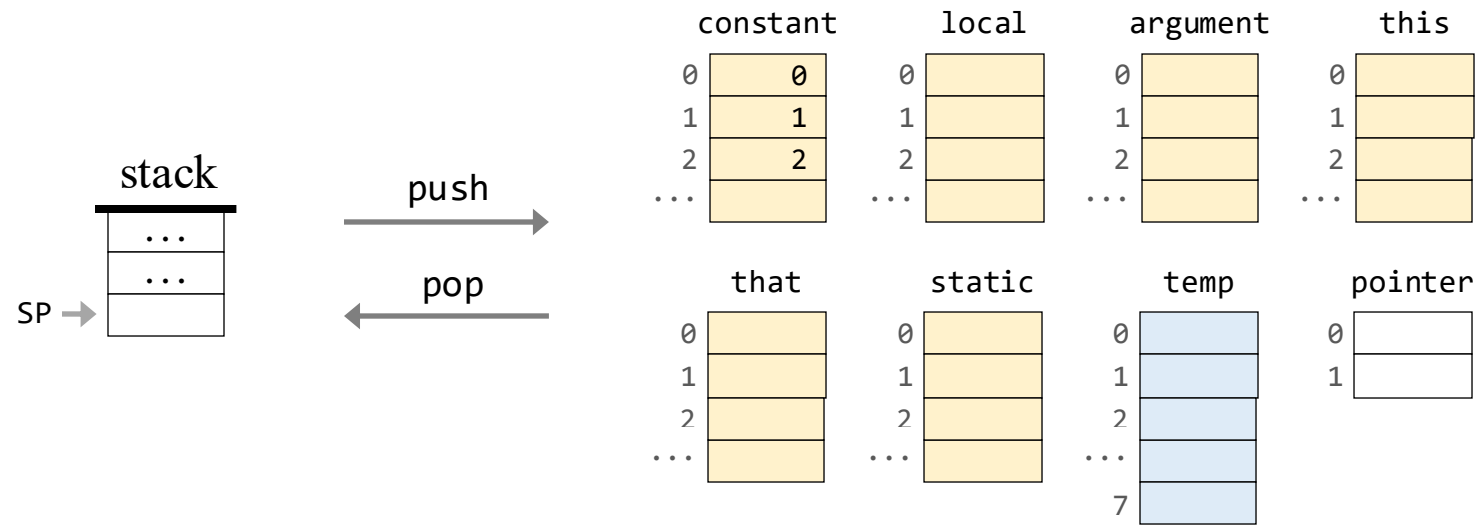 constant local argument this
0 0 0 0 0
1 1 1 1 1
2 2 2 2 2
... ... ... ...
stack
...
...
SP
push
pop
that static temp pointer
0 0 0 0
1 1 1 1
2 2 2
... ... ...
7